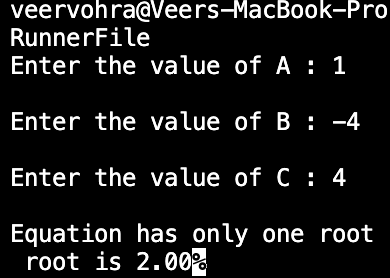 veervohra@Veers-MacBook-Pro
RunnerFile
Enter the value of A : 1
Enter the value of B : -4
Enter the value of C : 4
Equation has only one root
root is 2.00%